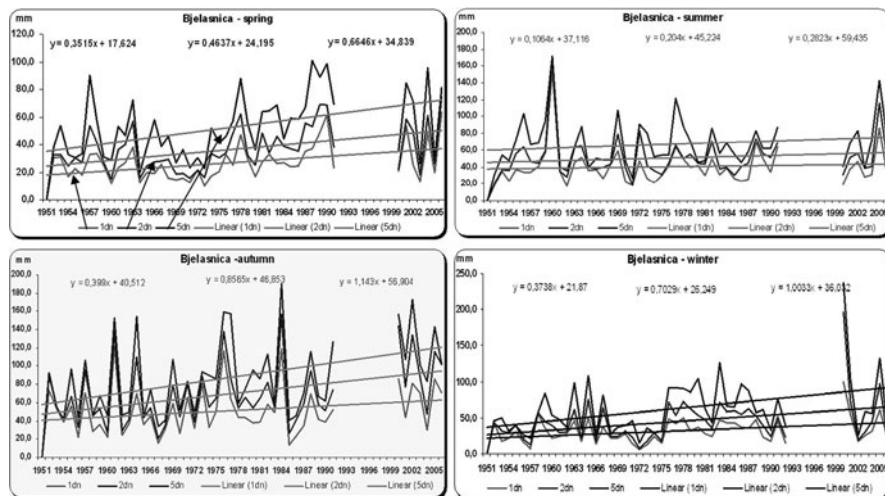 mm
Bjelasnica - spring
y = 0,3515x + 17,624 y = 0,4637x + 24,195 y = 0,6646x + 34,839
120,0
100,0
80,0
60,0
40,0
20,0
0,0
1951 1954 1957 1960 1963 1966 1969 1972 1975 1978 1981 1984 1987 1990 1993 1996 1999 2002 2005
1dn 2dn 5dn Linear (1dn) Linear (2dn) Linear (5dn)
mm
Bjelasnica - summer
y = 0,1064x + 37,116 y = 0,204x + 45,234 y = 0,2823x + 59,435
200,0
180,0
160,0
140,0
120,0
100,0
80,0
60,0
40,0
20,0
0,0
1951 1954 1957 1960 1963 1966 1969 1972 1975 1978 1981 1984 1987 1990 1993 1996 1999 2002 2005
1dn 2dn 5dn Linear (1dn) Linear (2dn) Linear (5dn)
mm
Bjelasnica -autumn
y = 0,399x + 40,512 y = 0,8565x + 46,853 y = 1,143x + 56,904
200,0
180,0
160,0
140,0
120,0
100,0
80,0
60,0
40,0
20,0
0,0
1951 1954 1957 1960 1963 1966 1969 1972 1975 1978 1981 1984 1987 1990 1993 1996 1999 2002 2005
1dn 2dn 5dn Linear (1dn) Linear (2dn) Linear (5dn)
mm
Bjelasnica - winter
y = 0,3738x + 21,87 y = 0,7029x + 26,249 y = 1,0033x + 36,032
250,0
200,0
150,0
100,0
50,0
0,0
1951 1954 1957 1960 1963 1966 1969 1972 1975 1978 1981 1984 1987 1990 1993 1996 1999 2002 2005
1dn 2dn 5dn Linear (1dn) Linear (2dn) Linear (5dn)